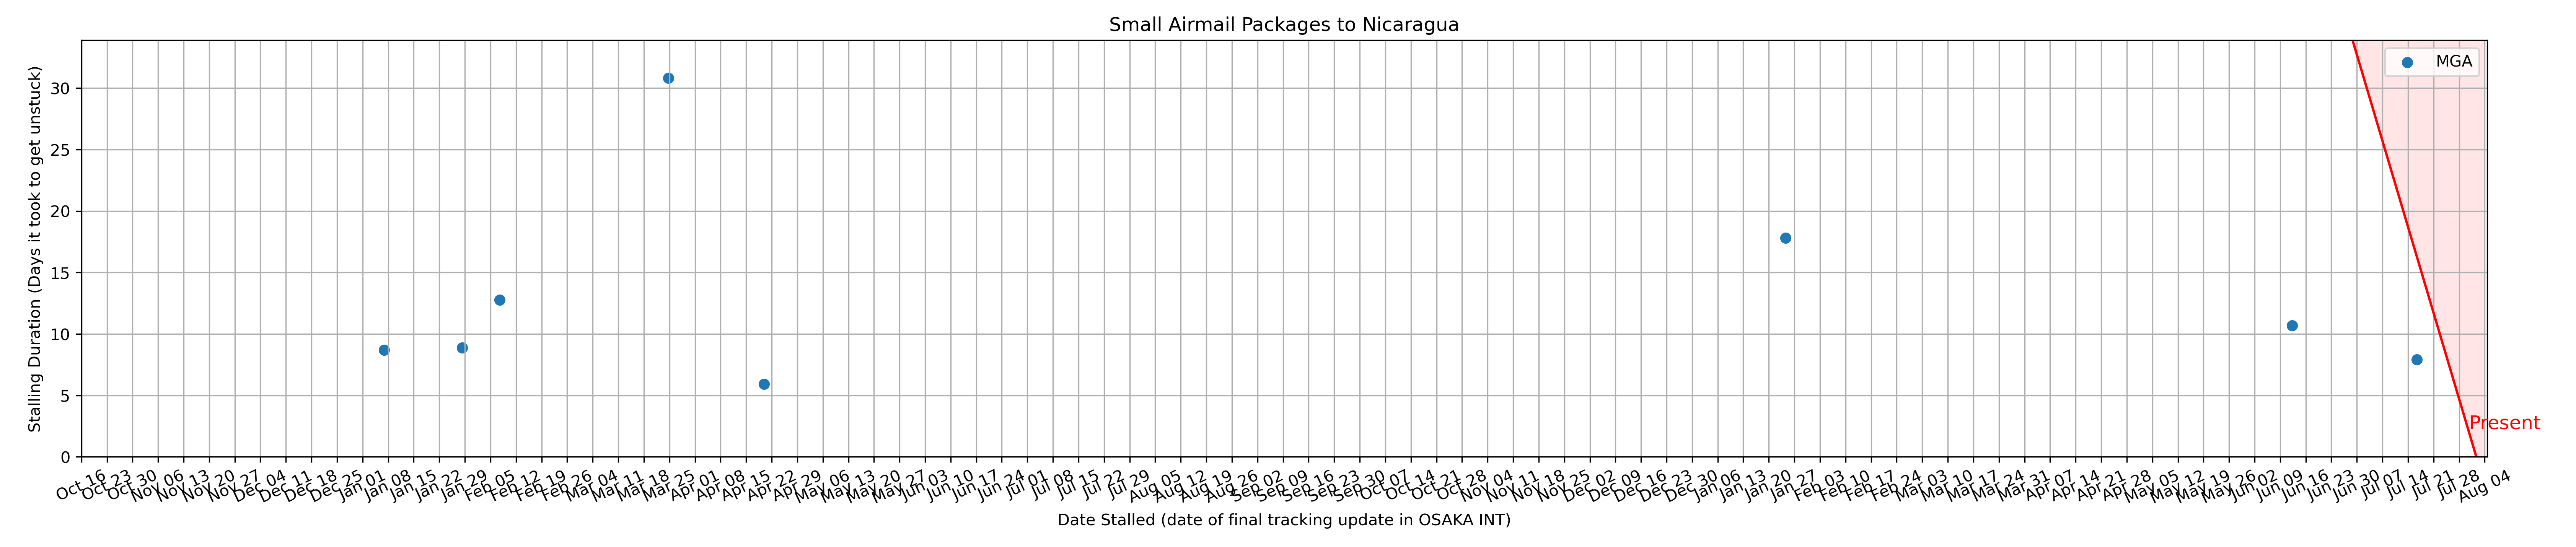 Small Airmail Packages to Nicaragua
MGA
Stalling Duration (Days it took to get unstuck)
30
25
20
15
10
5
0
Present
Oct 16 Oct 23 Oct 30 Nov 06 Nov 13 Nov 20 Nov 27 Dec 04 Dec 11 Dec 18 Dec 25 Jan 01 Jan 08 Jan 15 Jan 22 Jan 29 Feb 05 Feb 12 Feb 19 Feb 26 Mar 04 Mar 11 Mar 18 Mar 25 Apr 01 Apr 08 Apr 15 Apr 22 Apr 29 May 06 May 13 May 20 May 27 Jun 03 Jun 10 Jun 17 Jun 24 Jul 01 Jul 08 Jul 15 Jul 22 Jul 29 Aug 05 Aug 12 Aug 19 Aug 26 Sep 02 Sep 09 Sep 16 Sep 23 Sep 30 Oct 07 Oct 14 Oct 21 Oct 28 Nov 04 Nov 11 Nov 18 Nov 25 Dec 02 Dec 09 Dec 16 Dec 23 Dec 30 Jan 06 Jan 13 Jan 20 Jan 27 Feb 03 Feb 10 Feb 17 Feb 24 Mar 03 Mar 10 Mar 17 Mar 24 Mar 31 Apr 07 Apr 14 Apr 21 Apr 28 May 05 May 12 May 19 May 26 Jun 02 Jun 09 Jun 16 Jun 23 Jun 30 Jul 07 Jul 14 Jul 21 Jul 28 Aug 04
Date Stalled (date of final tracking update in OSAKA INT)